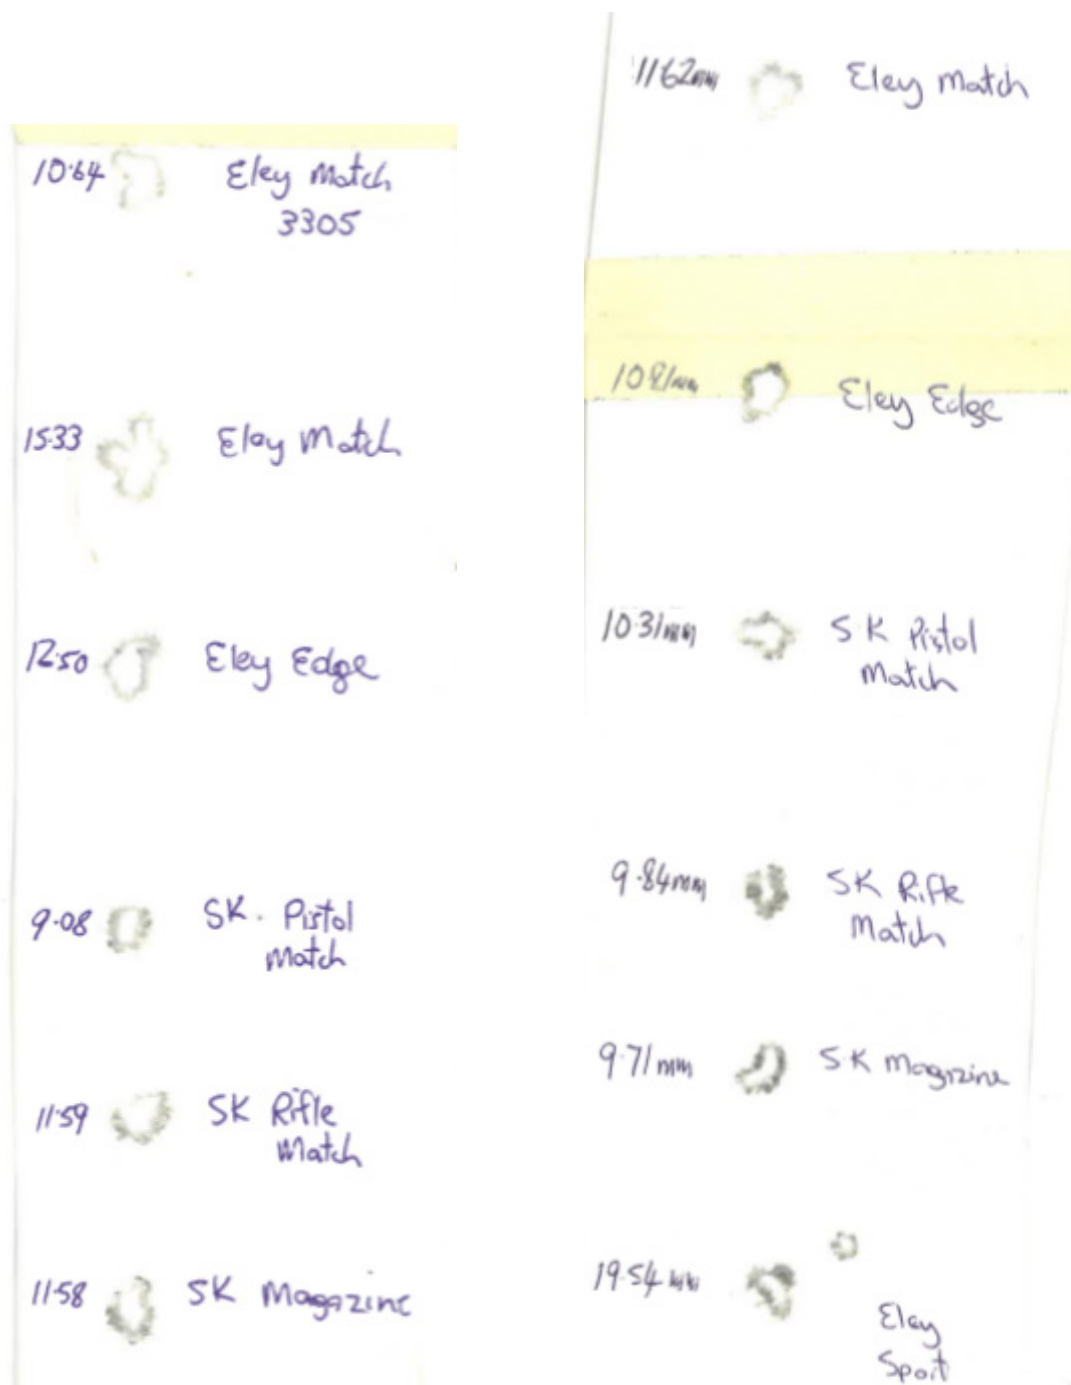 10.64 Eley Match
3305
15.33 Eley Match
12.50 Eley Edge
9.08 SK. Pistol
Match
11.59 SK Rifle
Match
11.58 SK Magazine
11.62mm Eley Match
10.81mm Eley Edge
10.31mm SK Pistol
Match
9.84mm SK Rifle
Match
9.71mm SK Magazine
19.54mm
Eley
Sport